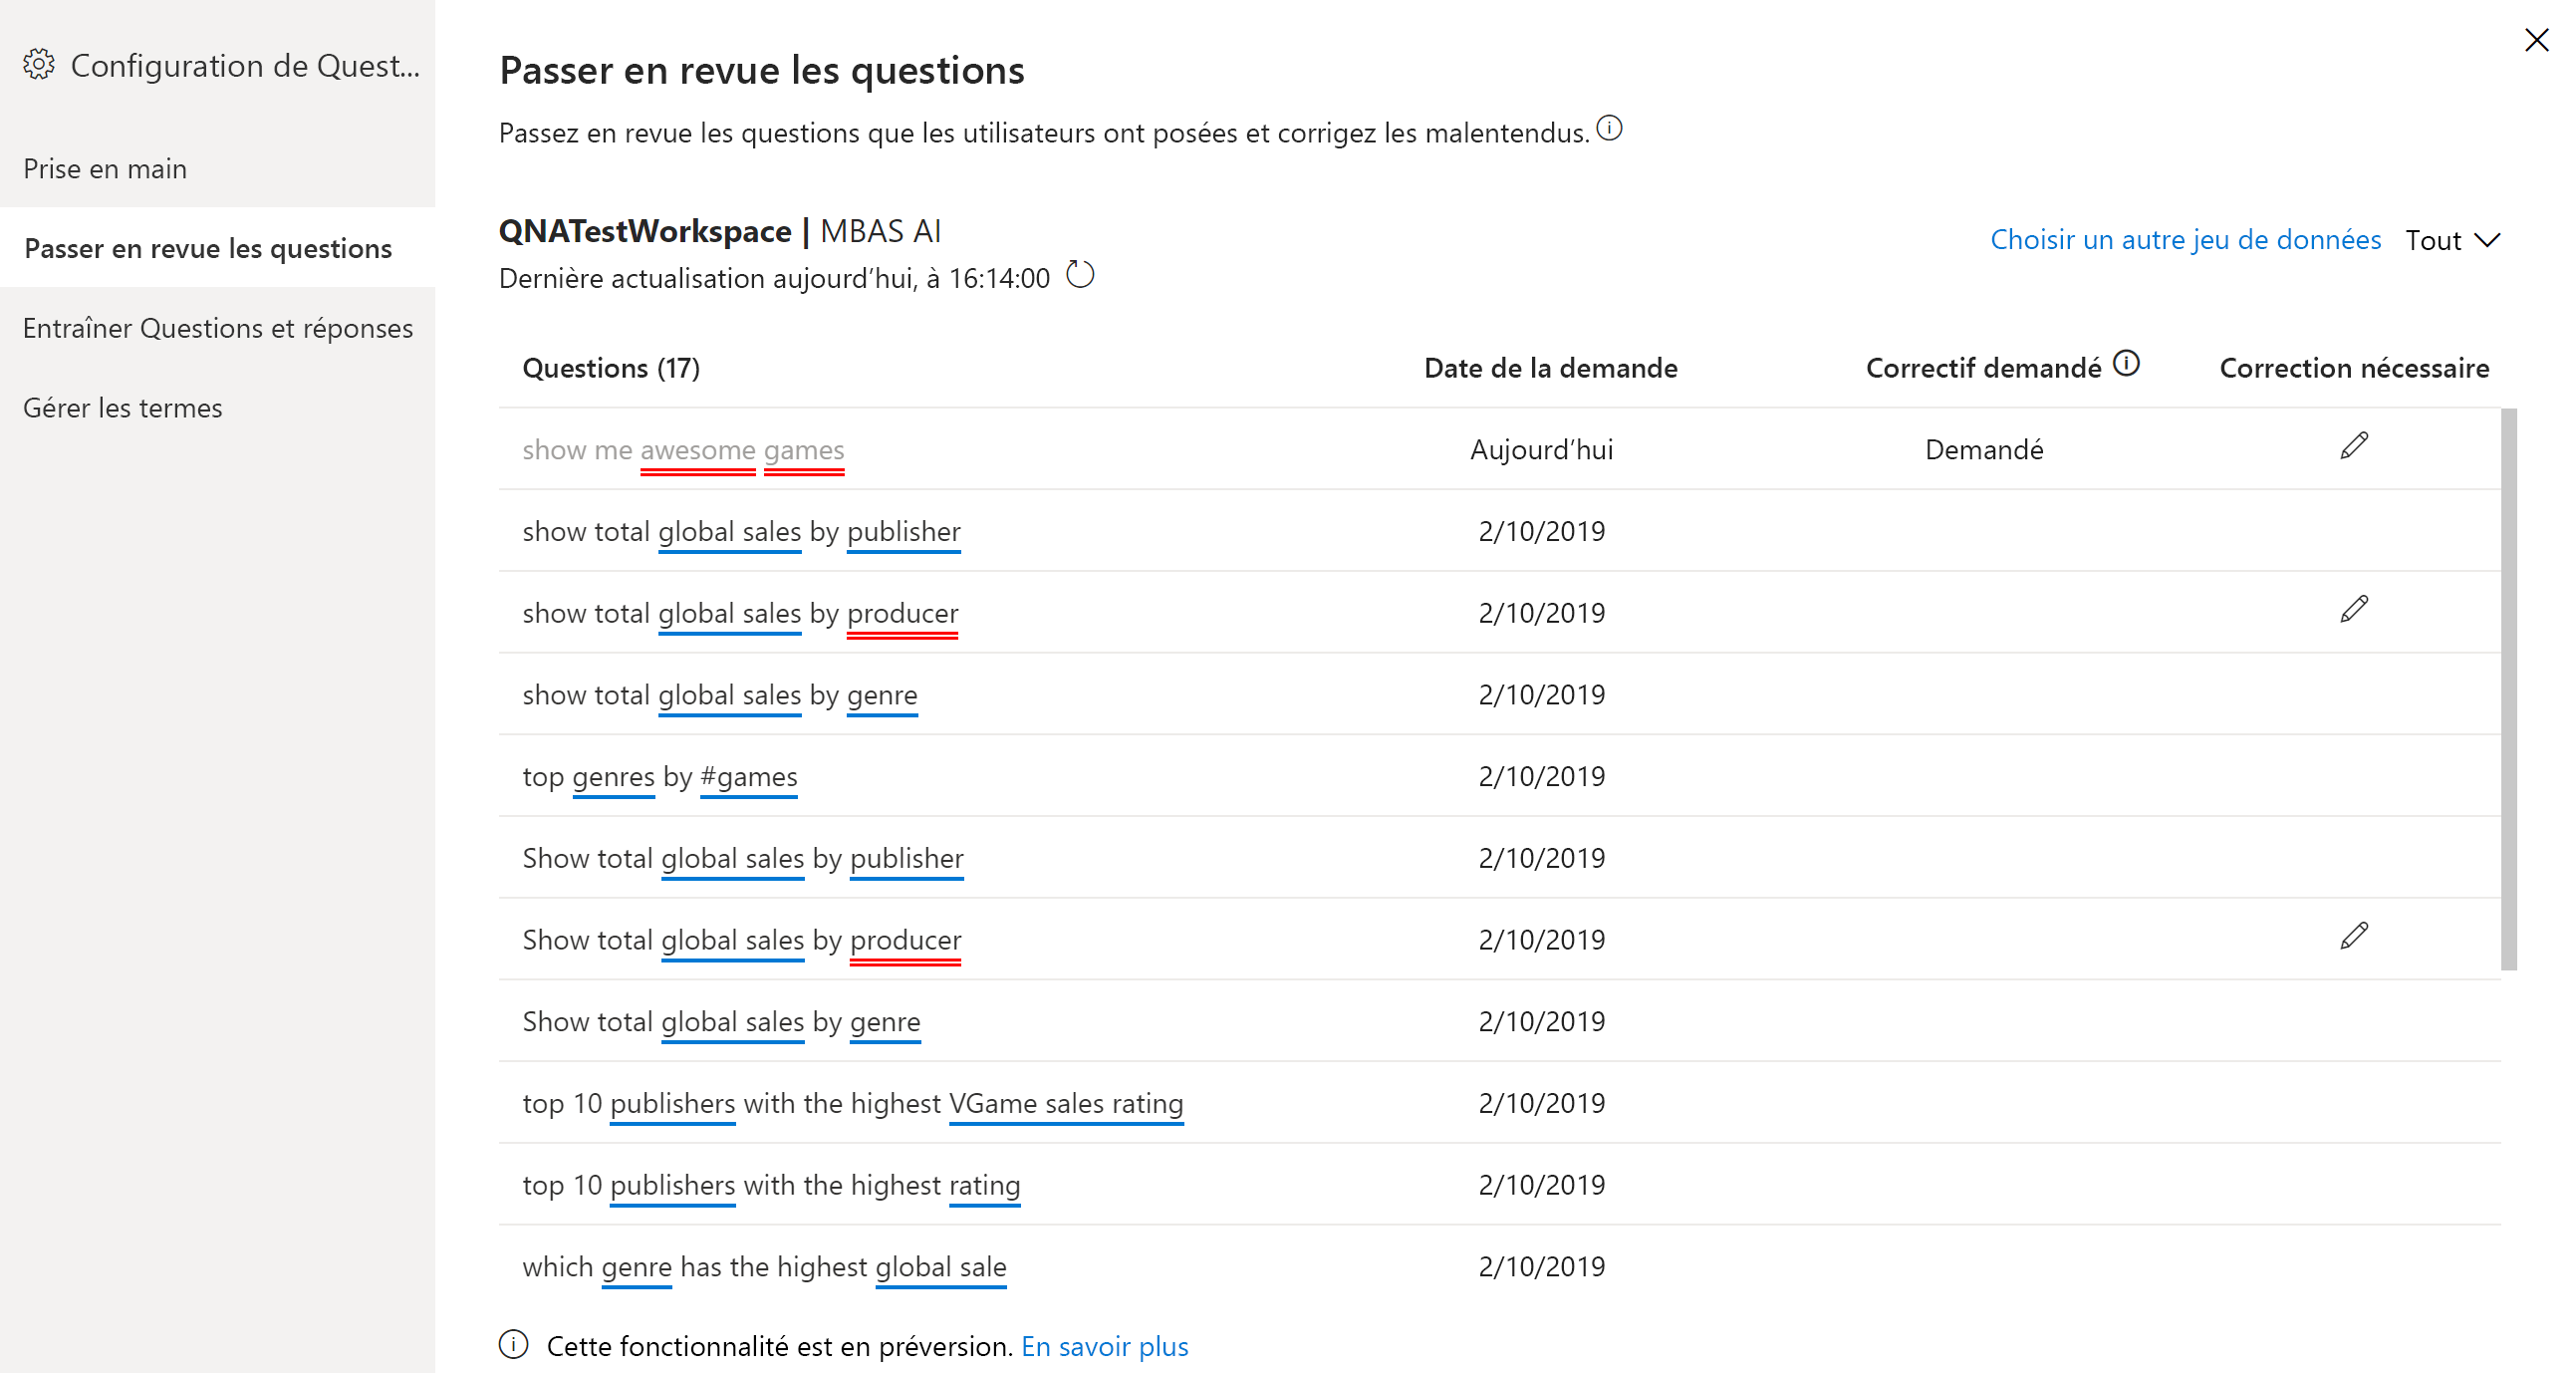 Configuration de Quest...
Prise en main
Passer en revue les questions
Entraîner Questions et réponses
Gérer les termes
Passer en revue les questions
Passez en revue les questions que les utilisateurs ont posées et corrigez les malentendus.
QNATestWorkspace | MBAS AI
Dernière actualisation aujourd’hui, à 16:14:00
Choisir un autre jeu de données Tout
Questions (17) Date de la demande Correctif demandé Correction nécessaire
show me awesome games Aujourd’hui Demandé
show total global sales by publisher 2/10/2019
show total global sales by producer 2/10/2019
show total global sales by genre 2/10/2019
top genres by #games 2/10/2019
Show total global sales by publisher 2/10/2019
Show total global sales by producer 2/10/2019
Show total global sales by genre 2/10/2019
top 10 publishers with the highest VGame sales rating 2/10/2019
top 10 publishers with the highest rating 2/10/2019
which genre has the highest global sale 2/10/2019
Cette fonctionnalité est en préversion. En savoir plus